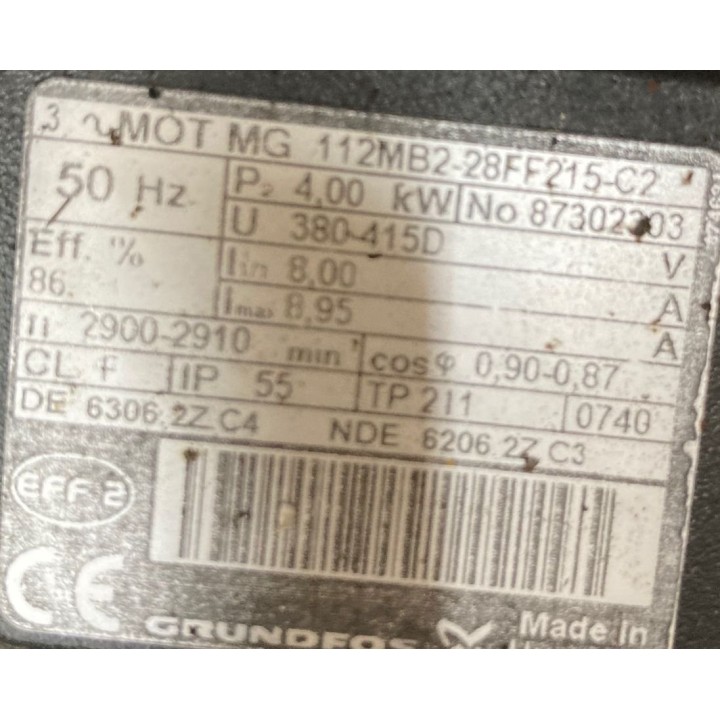 3 ~ MOT MG 112MB2-28FF215-C2
50 Hz P₂ 4,00 kW No
U 380-415D V
Eff. % I 8,00 A
86. Imax 8,95 A
n 2900-2910 min cosφ 0,90-0,87
CL F IP 55 TP 211 0740
DE 6306.2Z.C4 NDE 6206.2Z.C3
EFF 2
CE GRUNDFOS Made in